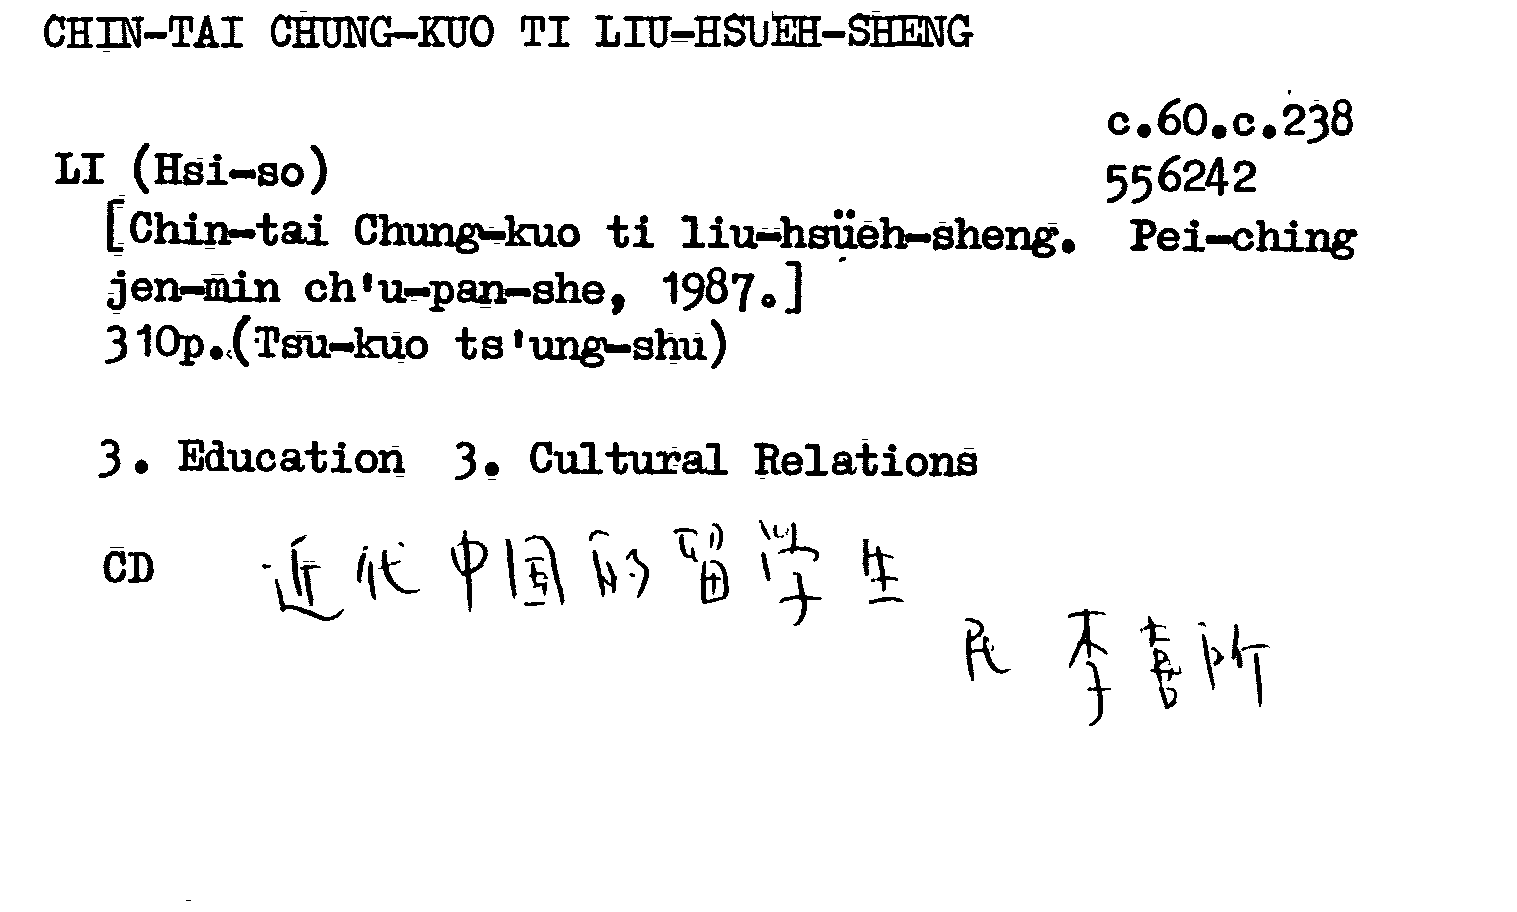 CHIN-TAI CHUNG-KUO TI LIU-HSUEH-SHENG
c.60.c.238
LI (Hsi-so)
556242
[Chin-tai Chung-kuo ti liu-hsüeh-sheng. Pei-ching
jen-min ch'u-pan-she, 1987.]
310p.(Tsu-kuo ts'ung-shu)
3. Education 3. Cultural Relations
CD 近代中国的留学生
民 李喜所